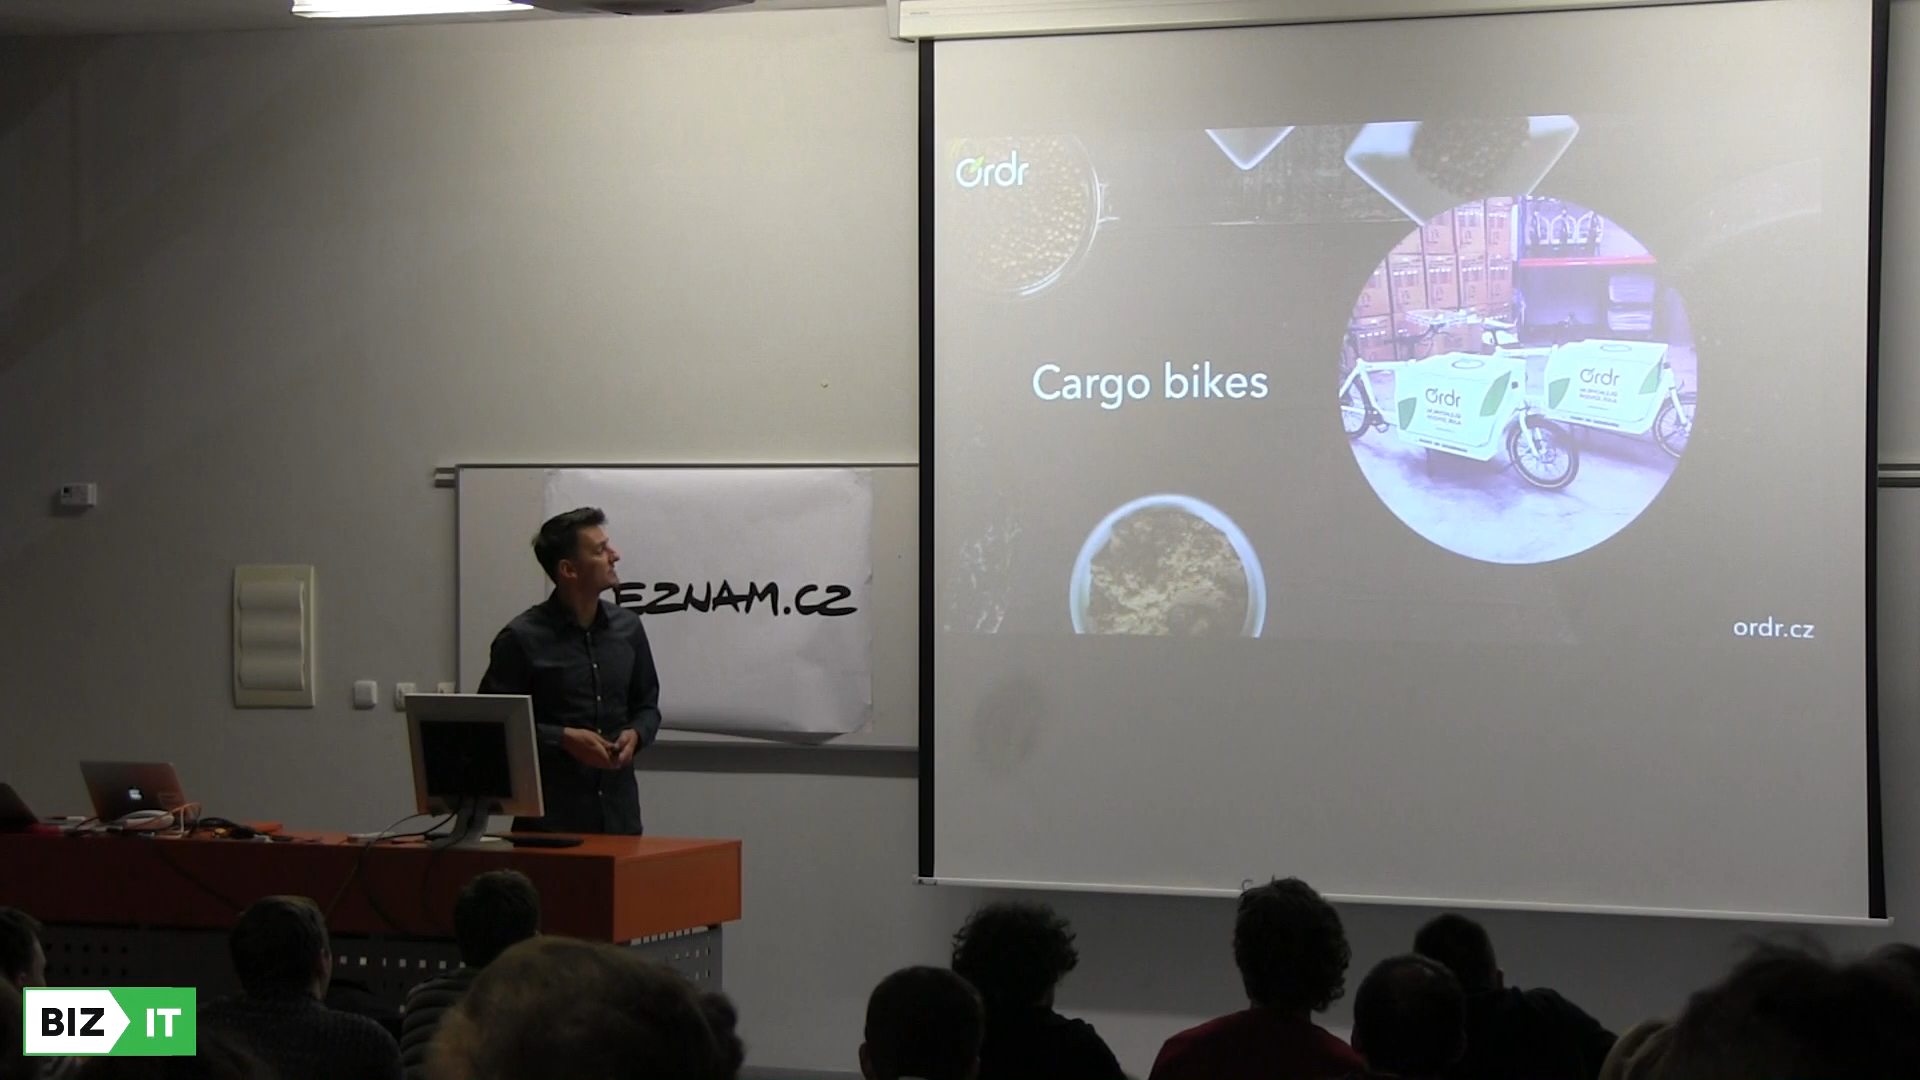 Ordr
Cargo bikes
Ordr
Ordr
EZNAM.CZ
ordr.cz
BIZ IT